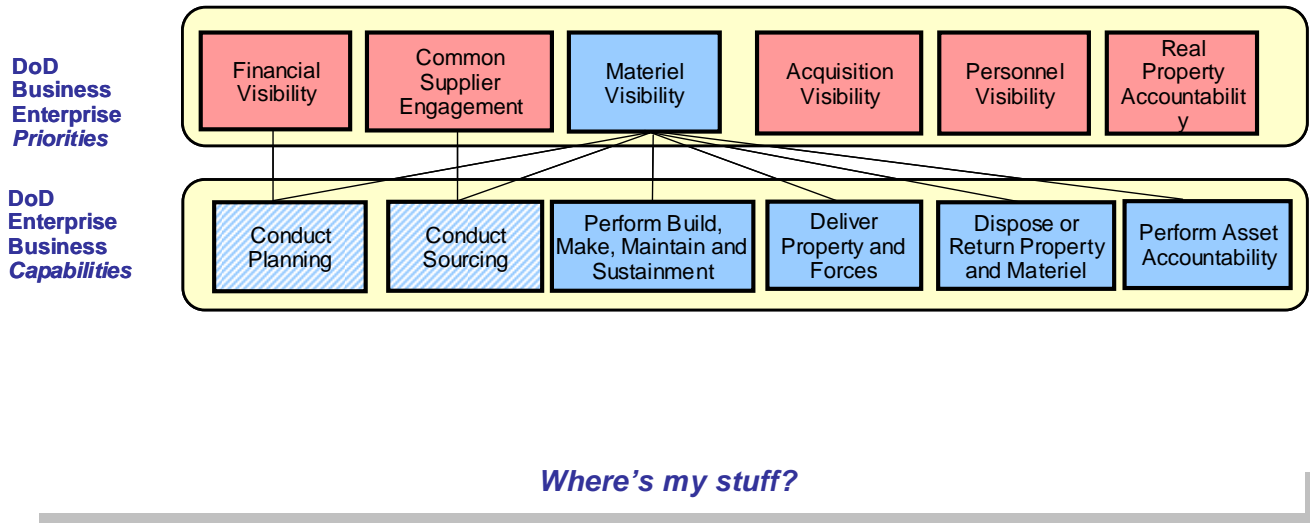 DoD
Business
Enterprise
Priorities
Financial
Visibility
Common
Supplier
Engagement
Materiel
Visibility
Acquisition
Visibility
Personnel
Visibility
Real
Property
Accountabilit
y
DoD
Enterprise
Business
Capabilities
Conduct
Planning
Conduct
Sourcing
Perform Build,
Make, Maintain and
Sustainment
Deliver
Property and
Forces
Dispose or
Return Property
and Materiel
Perform Asset
Accountability
Where's my stuff?